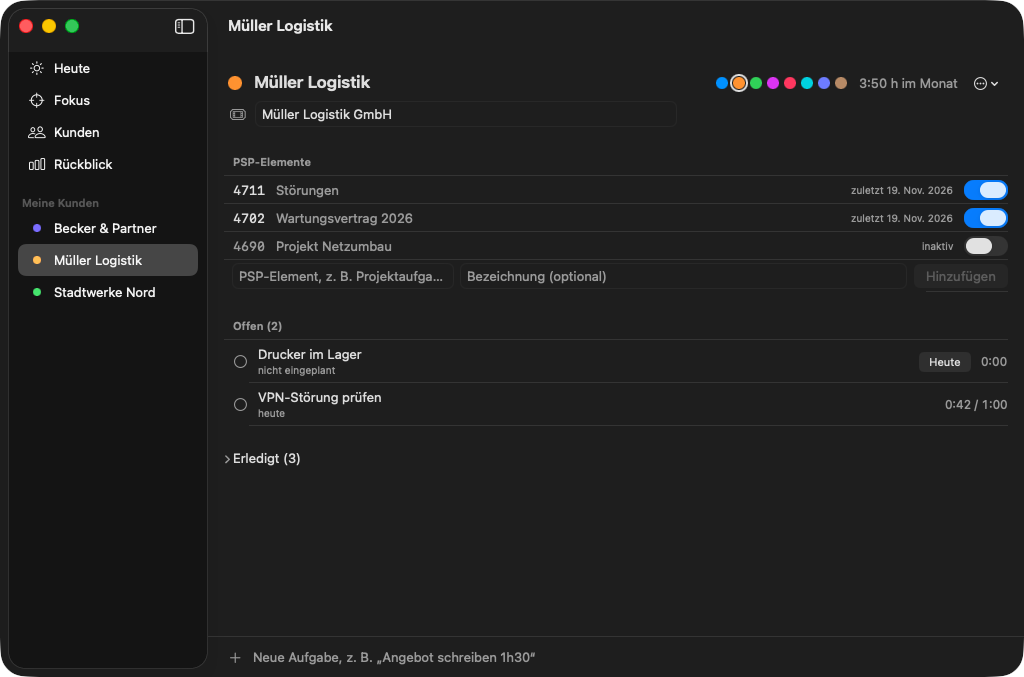 Müller Logistik
Heute
Fokus
Kunden
Rückblick
Meine Kunden
Becker & Partner
Müller Logistik
Stadtwerke Nord
Müller Logistik
3:50 h im Monat
Müller Logistik GmbH
PSP-Elemente
4711 Störungen zuletzt 19. Nov. 2026
4702 Wartungsvertrag 2026 zuletzt 19. Nov. 2026
4690 Projekt Netzumbau inaktiv
PSP-Element, z. B. Projektaufga... Bezeichnung (optional) Hinzufügen
Offen (2)
Drucker im Lager
nicht eingeplant
Heute 0:00
VPN-Störung prüfen
heute
0:42 / 1:00
Erledigt (3)
Neue Aufgabe, z. B. „Angebot schreiben 1h30“